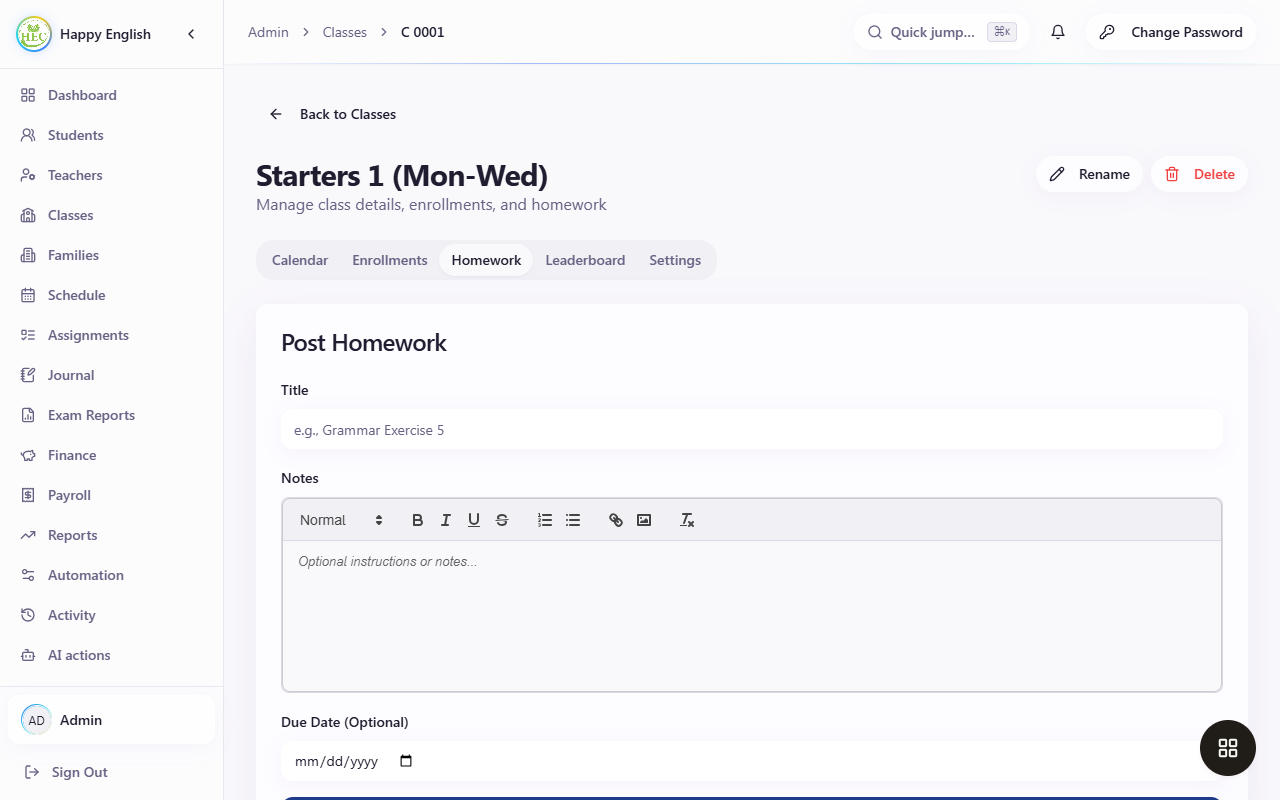 HEC
Happy English
Admin
Classes
C 0001
Quick jump...
⌘K
Change Password
Dashboard
Students
Teachers
Classes
Families
Schedule
Assignments
Journal
Exam Reports
Finance
Payroll
Reports
Automation
Activity
AI actions
AD
Admin
Sign Out
Back to Classes
Starters 1 (Mon-Wed)
Manage class details, enrollments, and homework
Rename
Delete
Calendar
Enrollments
Homework
Leaderboard
Settings
Post Homework
Title
e.g., Grammar Exercise 5
Notes
Normal
Optional instructions or notes...
Due Date (Optional)
mm/dd/yyyy